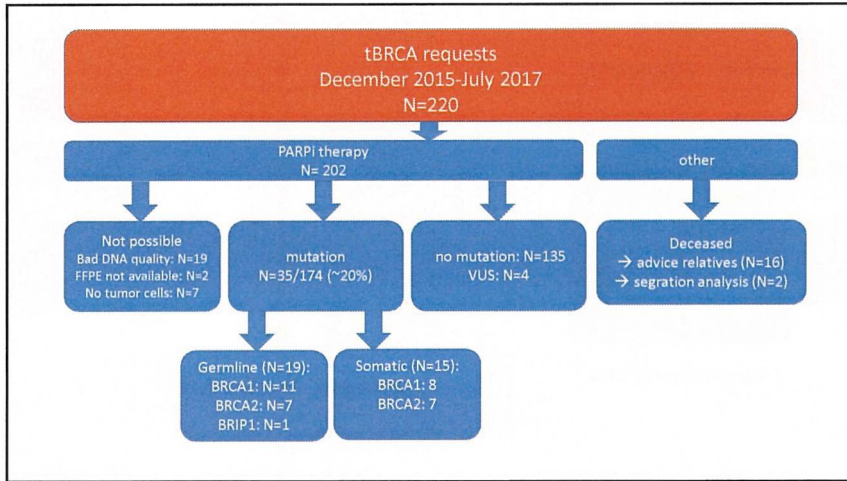 tBRCA requests
December 2015-July 2017
N=220
PARPi therapy
N= 202
other
Not possible
Bad DNA quality: N=19
FFPE not available: N=2
No tumor cells: N=7
mutation
N=35/174 (~20%)
no mutation: N=135
VUS: N=4
Deceased
→ advice relatives (N=16)
→ segration analysis (N=2)
Germline (N=19):
BRCA1: N=11
BRCA2: N=7
BRIP1: N=1
Somatic (N=15):
BRCA1: 8
BRCA2: 7